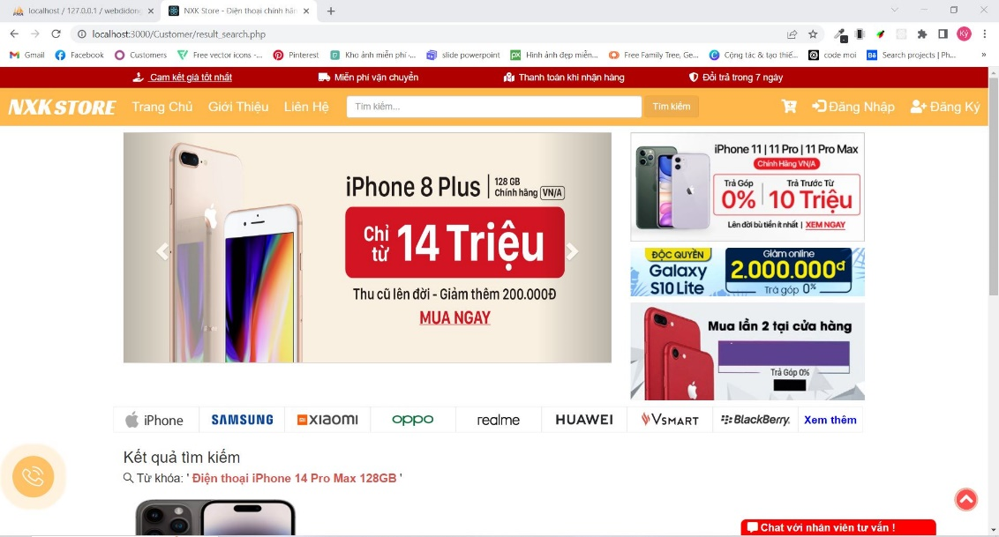 localhost / 127.0.0.1 / webdidong
NXK Store - Điện thoại chính hãn
localhost:3000/Customer/result_search.php
Kỳ
Gmail
Facebook
Customers
Free vector icons -...
Pinterest
Kho ảnh miễn phí -...
slide powerpoint
Hình ảnh đẹp miễn...
Free Family Tree, Ge...
Cộng tác & tạo thiế...
code moi
Search projects | Ph...
Cam kết giá tốt nhất
Miễn phí vận chuyển
Thanh toán khi nhận hàng
Đổi trả trong 7 ngày
NXK STORE
Trang Chủ
Giới Thiệu
Liên Hệ
Tìm kiếm...
Tìm kiếm
Đăng Nhập
Đăng Ký
iPhone 8 Plus
128 GB
Chính hãng VN/A
Chỉ từ 14 Triệu
Thu cũ lên đời - Giảm thêm 200.000Đ
MUA NGAY
iPhone 11 | 11 Pro | 11 Pro Max
Chính Hãng VN/A
Trả Góp
0%
Trả Trước Từ
10 Triệu
Lên đời bù tiền ít nhất | XEM NGAY
ĐỘC QUYỀN
Galaxy
S10 Lite
Giảm online
2.000.000đ
Trả góp 0%
Mua lần 2 tại cửa hàng
Trả Góp 0%
iPhone
SAMSUNG
xiaomi
oppo
realme
HUAWEI
VSMART
BlackBerry
Xem thêm
Kết quả tìm kiếm
Từ khóa: ' Điện thoại iPhone 14 Pro Max 128GB '
Chat với nhân viên tư vấn !